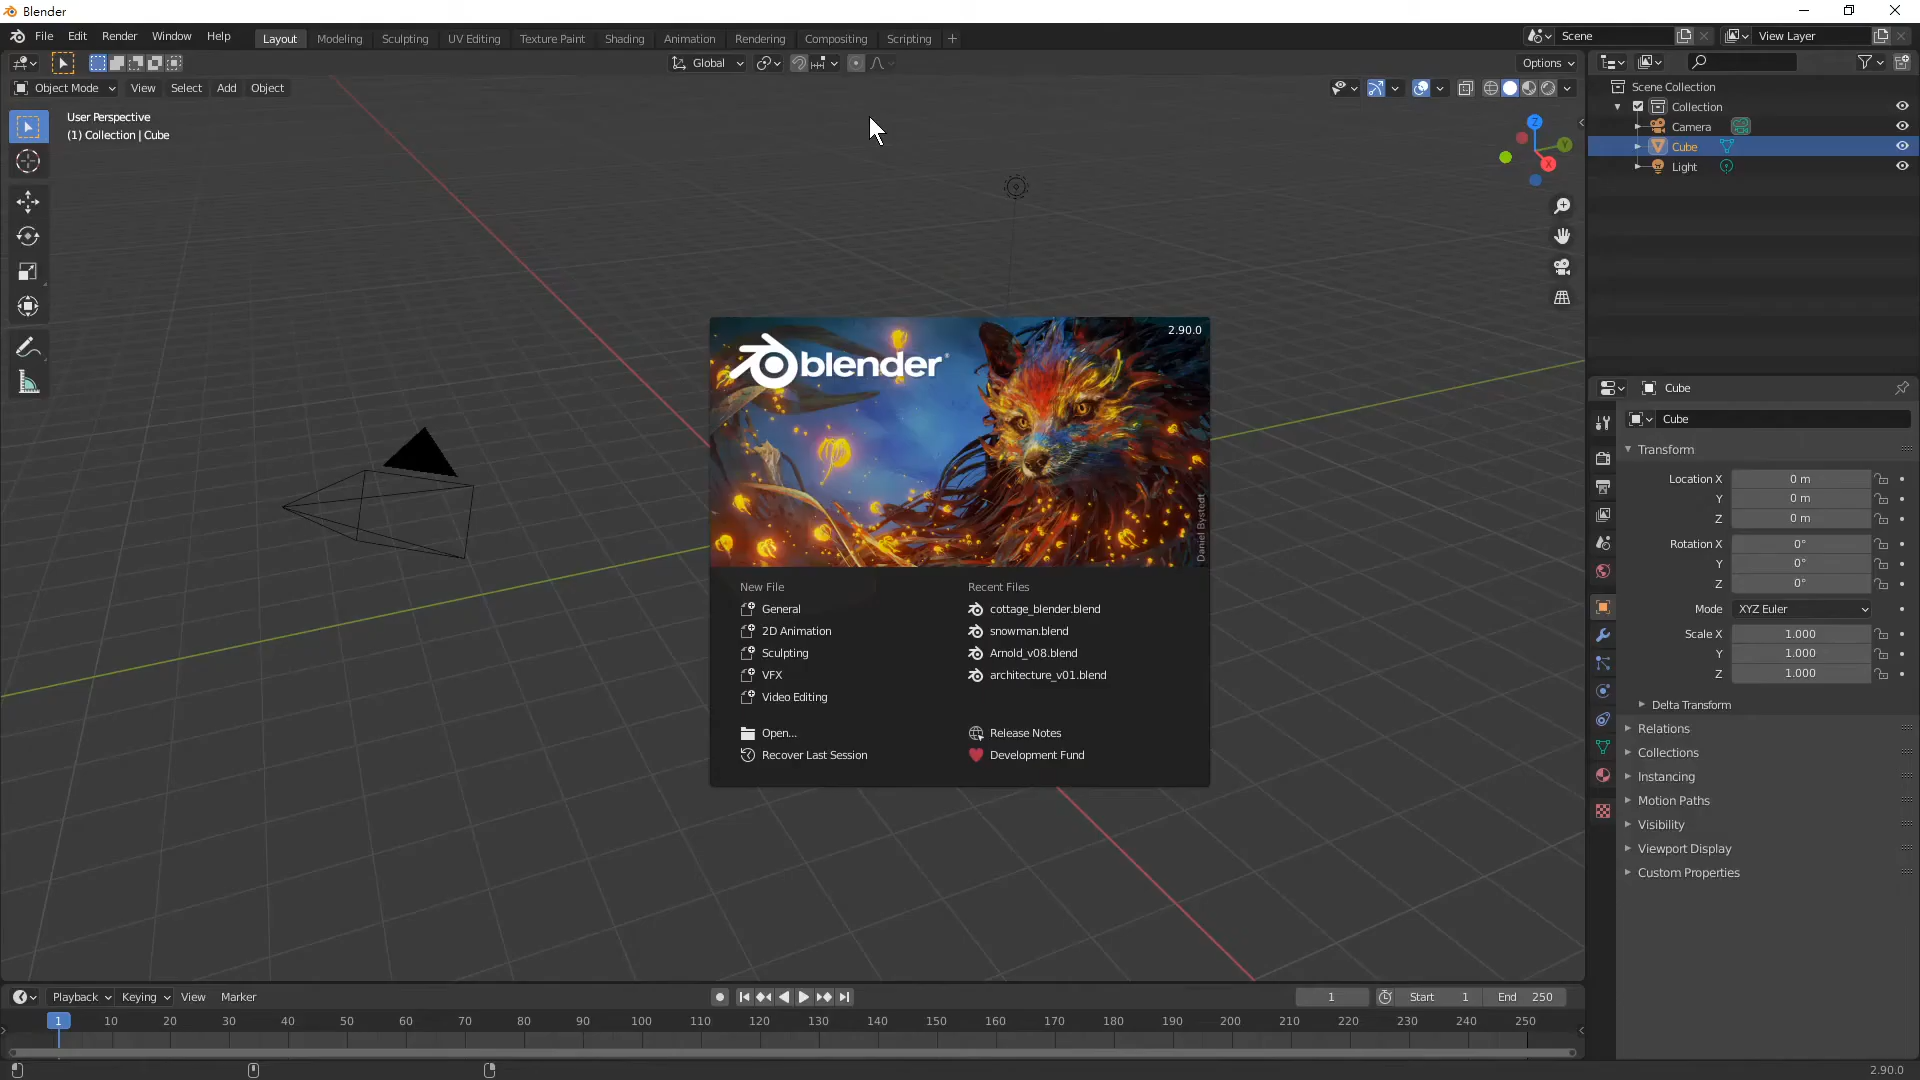 Blender
File Edit Render Window Help Layout Modeling Sculpting UV Editing Texture Paint Shading Animation Rendering Compositing Scripting + Scene View Layer
Global Options
Object Mode View Select Add Object
User Perspective
(1) Collection | Cube
Z
Y
X
Scene Collection
Collection
Camera
Cube
Light
2.90.0
blender
Daniel Bystedt
New File
General
2D Animation
Sculpting
VFX
Video Editing
Open...
Recover Last Session
Recent Files
cottage_blender.blend
snowman.blend
Arnold_v08.blend
architecture_v01.blend
Release Notes
Development Fund
Cube
Cube
Transform
Location X 0 m
Y 0 m
Z 0 m
Rotation X 0°
Y 0°
Z 0°
Mode XYZ Euler
Scale X 1.000
Y 1.000
Z 1.000
Delta Transform
Relations
Collections
Instancing
Motion Paths
Visibility
Viewport Display
Custom Properties
Playback Keying View Marker 1 Start 1 End 250
1 10 20 30 40 50 60 70 80 90 100 110 120 130 140 150 160 170 180 190 200 210 220 230 240 250
2.90.0